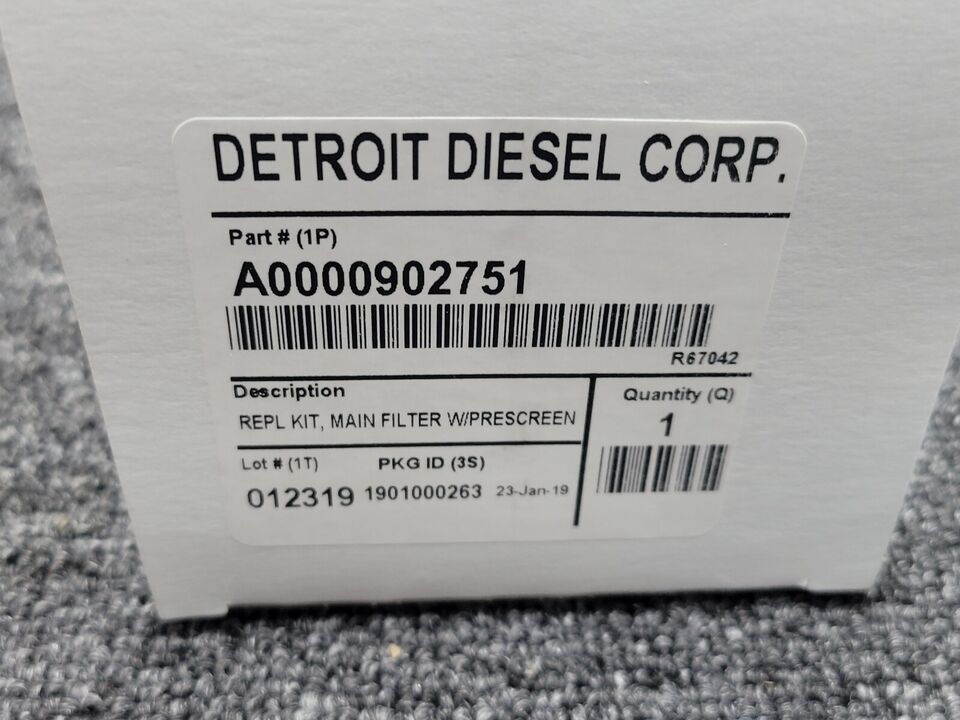 DETROIT DIESEL CORP.
Part # (1P)
A0000902751
R67042
Description
REPL KIT, MAIN FILTER W/PRESCREEN
Quantity (Q)
1
Lot # (1T) PKG ID (3S)
012319 1901000263 23-Jan-19